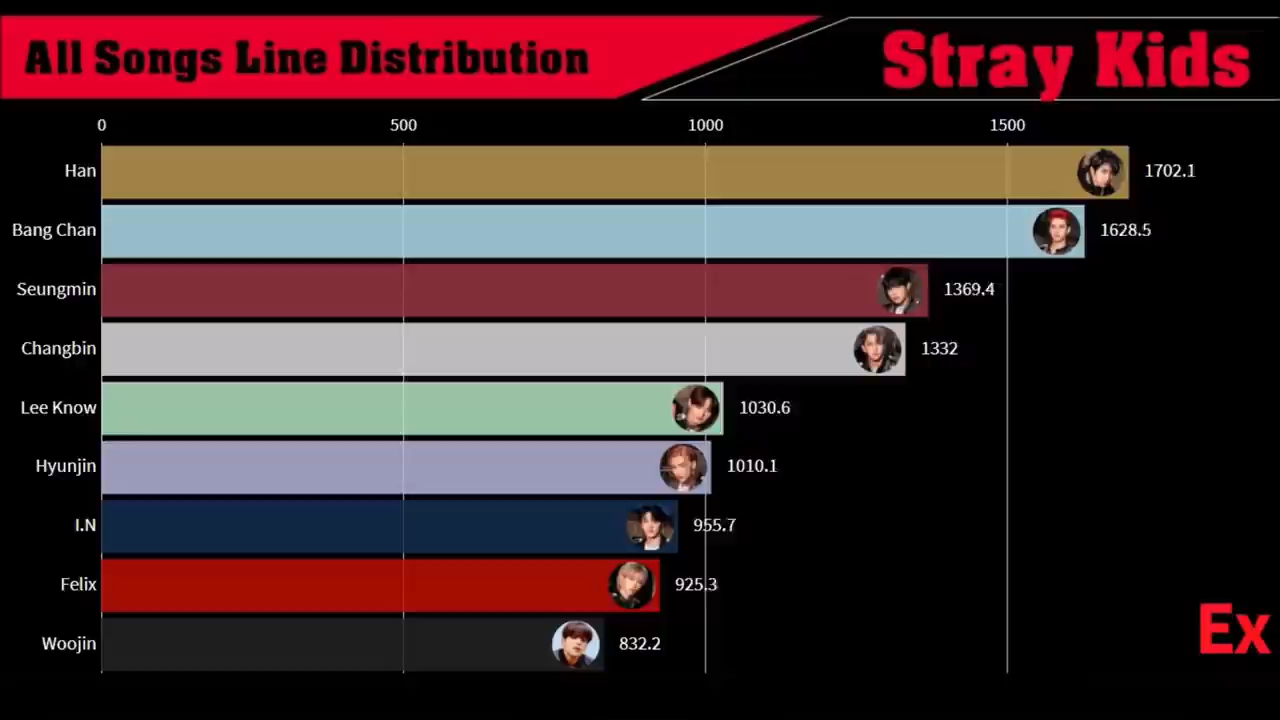 All Songs Line Distribution
Stray Kids
0 500 1000 1500
Han 1702.1
Bang Chan 1628.5
Seungmin 1369.4
Changbin 1332
Lee Know 1030.6
Hyunjin 1010.1
I.N 955.7
Felix 925.3
Woojin 832.2
Ex